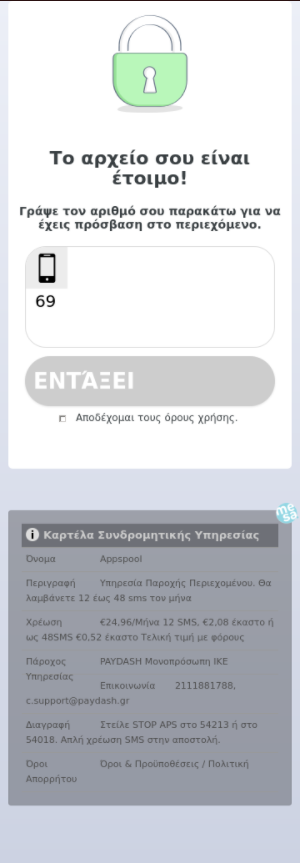 Το αρχείο σου είναι
έτοιμο!
Γράψε τον αριθμό σου παρακάτω για να
έχεις πρόσβαση στο περιεχόμενο.
69
ΕΝΤΆΞΕΙ
Αποδέχομαι τους όρους χρήσης.
me
sa
i Καρτέλα Συνδρομητικής Υπηρεσίας
Όνομα Appspool
Περιγραφή Υπηρεσία Παροχής Περιεχομένου. Θα
λαμβάνετε 12 έως 48 sms τον μήνα
Χρέωση €24,96/Μήνα 12 SMS, €2,08 έκαστο ή
ως 48SMS €0,52 έκαστο Τελική τιμή με φόρους
Πάροχος PAYDASH Μονοπρόσωπη ΙΚΕ
Υπηρεσίας
Επικοινωνία 2111881788,
c.support@paydash.gr
Διαγραφή Στείλε STOP APS στο 54213 ή στο
54018. Απλή χρέωση SMS στην αποστολή.
Όροι Όροι & Προϋποθέσεις / Πολιτική
Απορρήτου